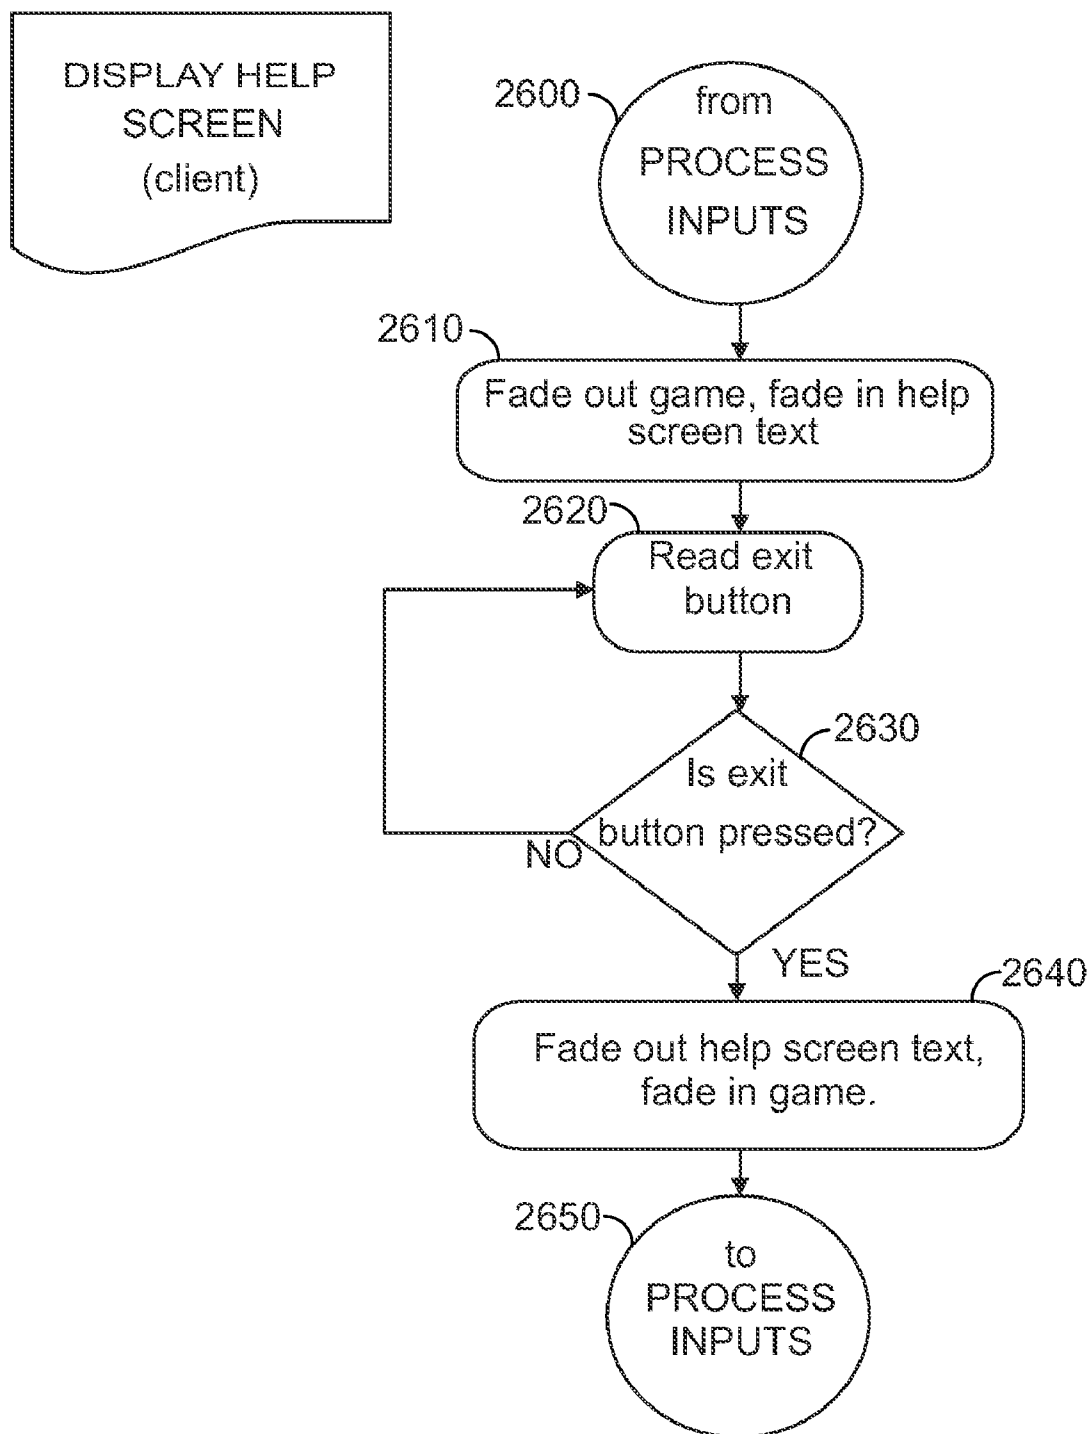 DISPLAY HELP
SCREEN
(client)
2600
from
PROCESS
INPUTS
2610
Fade out game, fade in help
screen text
2620
Read exit
button
2630
Is exit
button pressed?
NO
YES
2640
Fade out help screen text,
fade in game.
2650
to
PROCESS
INPUTS